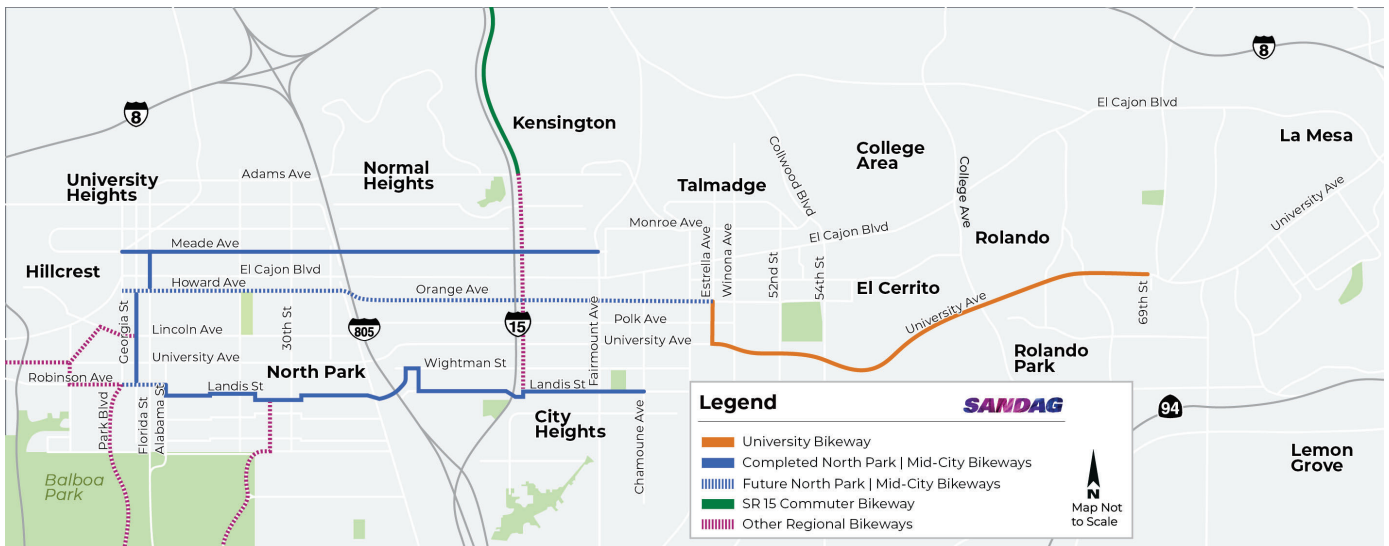 8
8
El Cajon Blvd
Kensington
La Mesa
College
Area
Normal
Heights
Adams Ave
University
Heights
Talmadge
Collwood Blvd
College Ave
University Ave
Monroe Ave
El Cajon Blvd
Rolando
Meade Ave
Estrella Ave
Winona Ave
52nd St
54th St
Hillcrest
El Cajon Blvd
Howard Ave
Orange Ave
El Cerrito
University Ave
69th St
Georgia St
Lincoln Ave
30th St
805
15
Polk Ave
Fairmount Ave
University Ave
University Ave
Wightman St
Rolando
Park
Robinson Ave
North Park
Landis St
Landis St
Park Blvd
Florida St
Alabama St
City
Heights
Chamoune Ave
94
Lemon
Grove
Balboa
Park
Legend
SANDAG
University Bikeway
Completed North Park | Mid-City Bikeways
Future North Park | Mid-City Bikeways
SR 15 Commuter Bikeway
Other Regional Bikeways
N
Map Not
to Scale